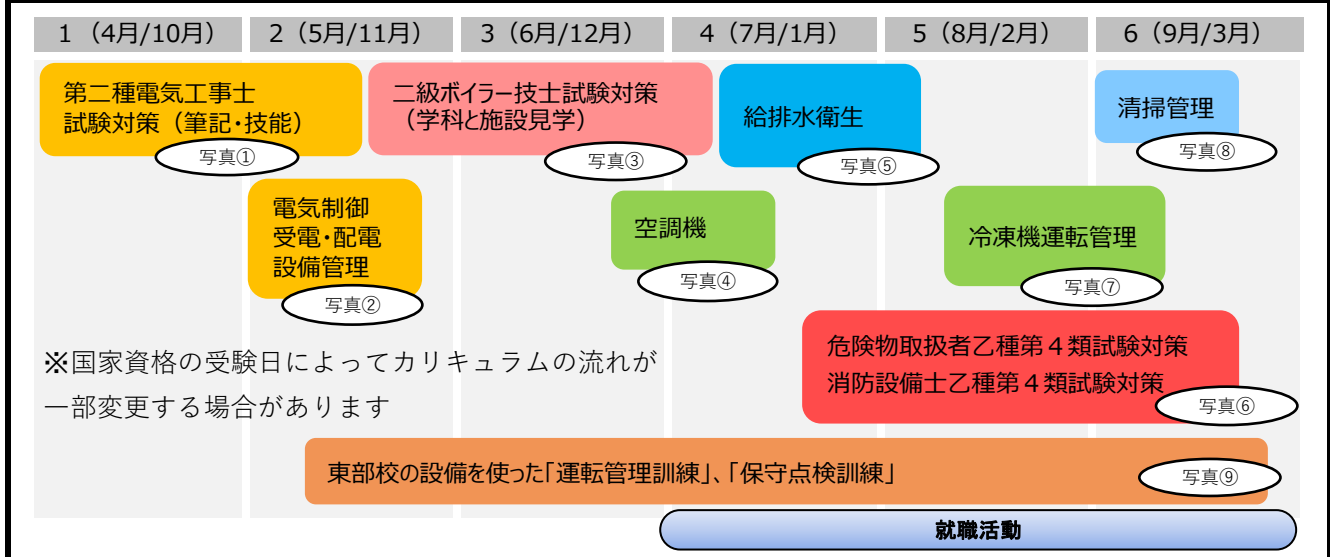 1（4月/10月）
2（5月/11月）
3（6月/12月）
4（7月/1月）
5（8月/2月）
6（9月/3月）
第二種電気工事士
試験対策（筆記・技能）
写真①
二級ボイラー技士試験対策
（学科と施設見学）
写真③
給排水衛生
写真⑤
清掃管理
写真⑧
電気制御
受電・配電
設備管理
写真②
空調機
写真④
冷凍機運転管理
写真⑦
危険物取扱者乙種第４類試験対策
消防設備士乙種第４類試験対策
写真⑥
※国家資格の受験日によってカリキュラムの流れが
一部変更する場合があります
東部校の設備を使った「運転管理訓練」、「保守点検訓練」
写真⑨
就職活動